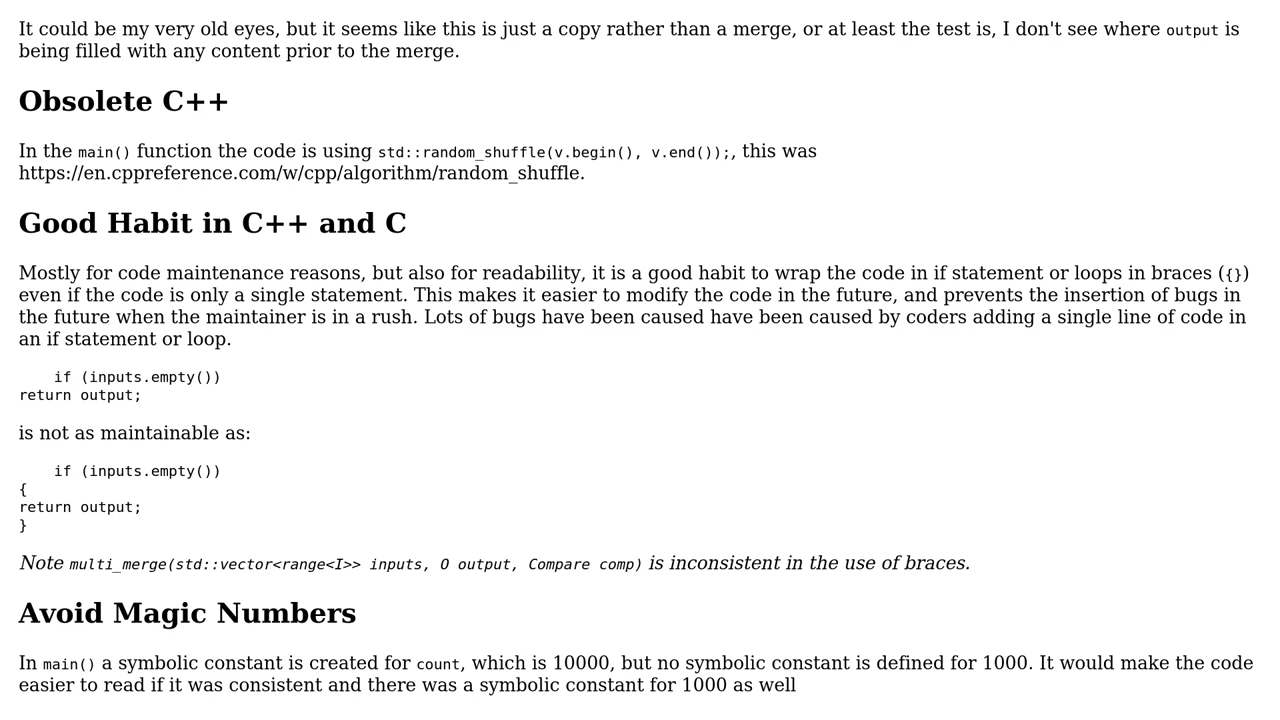 It could be my very old eyes, but it seems like this is just a copy rather than a merge, or at least the test is, I don't see where output is
being filled with any content prior to the merge.
Obsolete C++
In the main() function the code is using std::random_shuffle(v.begin(), v.end());, this was
https://en.cppreference.com/w/cpp/algorithm/random_shuffle.
Good Habit in C++ and C
Mostly for code maintenance reasons, but also for readability, it is a good habit to wrap the code in if statement or loops in braces ({})
even if the code is only a single statement. This makes it easier to modify the code in the future, and prevents the insertion of bugs in
the future when the maintainer is in a rush. Lots of bugs have been caused have been caused by coders adding a single line of code in
an if statement or loop.
    if (inputs.empty())
return output;
is not as maintainable as:
    if (inputs.empty())
{
return output;
}
Note multi_merge(std::vector<range<I>> inputs, O output, Compare comp) is inconsistent in the use of braces.
Avoid Magic Numbers
In main() a symbolic constant is created for count, which is 10000, but no symbolic constant is defined for 1000. It would make the code
easier to read if it was consistent and there was a symbolic constant for 1000 as well